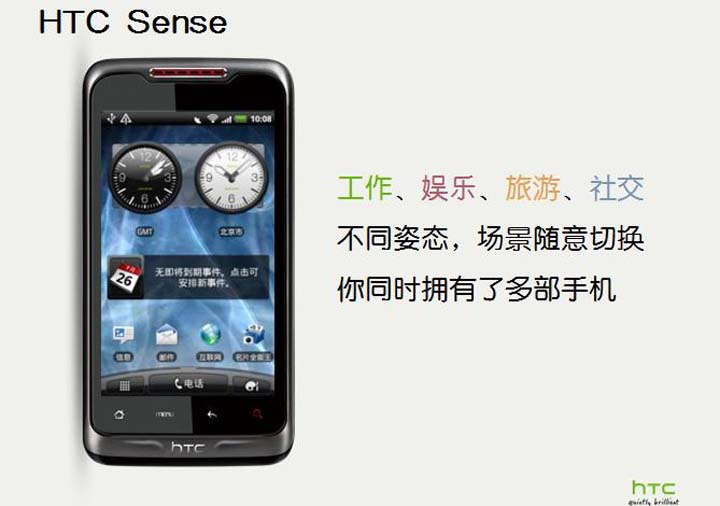 HTC Sense
10:08
GMT
北京市
26
无即将到期事件。点击可
安排新事件。
信息
邮件
互联网
名片全能王
电话
menu
htc
工作、娱乐、旅游、社交
不同姿态，场景随意切换
你同时拥有了多部手机
htc
quietly brilliant